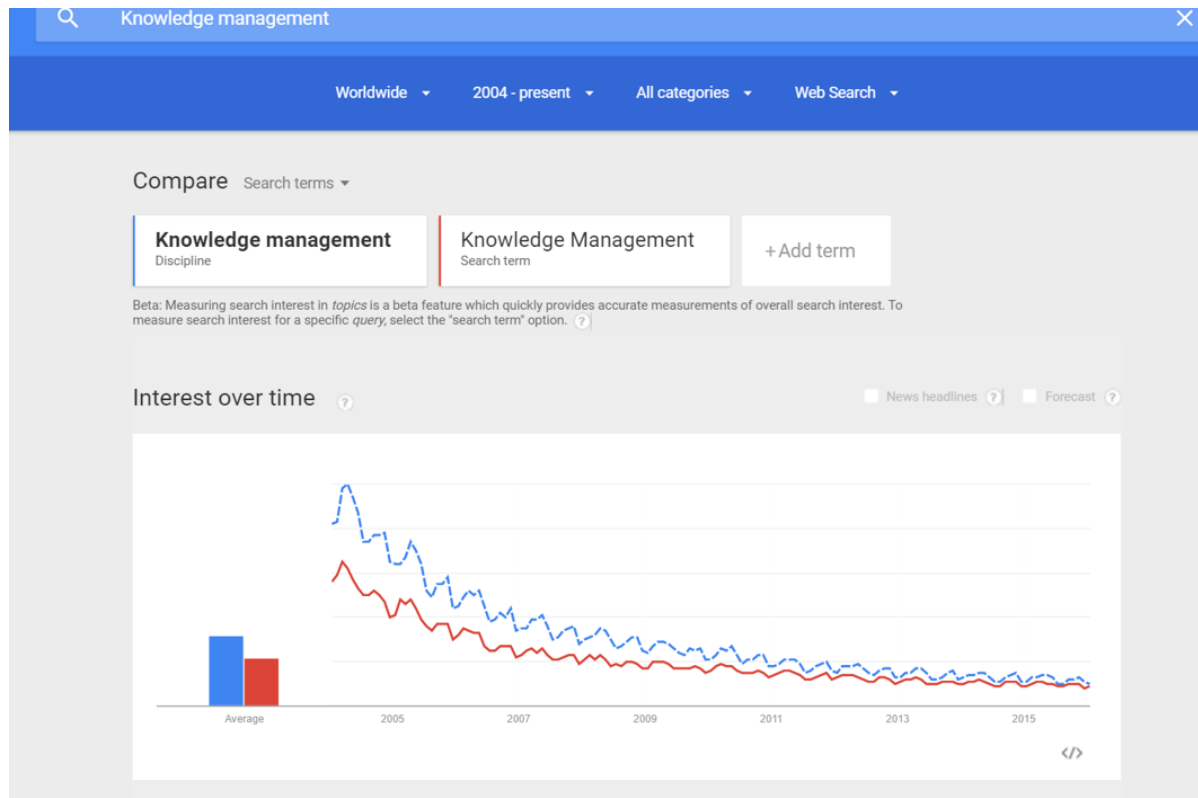 Knowledge management
Worldwide 2004 - present All categories Web Search
Compare Search terms
Knowledge management Knowledge Management +Add term
Discipline Search term
Beta: Measuring search interest in topics is a beta feature which quickly provides accurate measurements of overall search interest. To
measure search interest for a specific query, select the "search term" option. ?
Interest over time ? News headlines ? Forecast ?
Average 2005 2007 2009 2011 2013 2015
</>